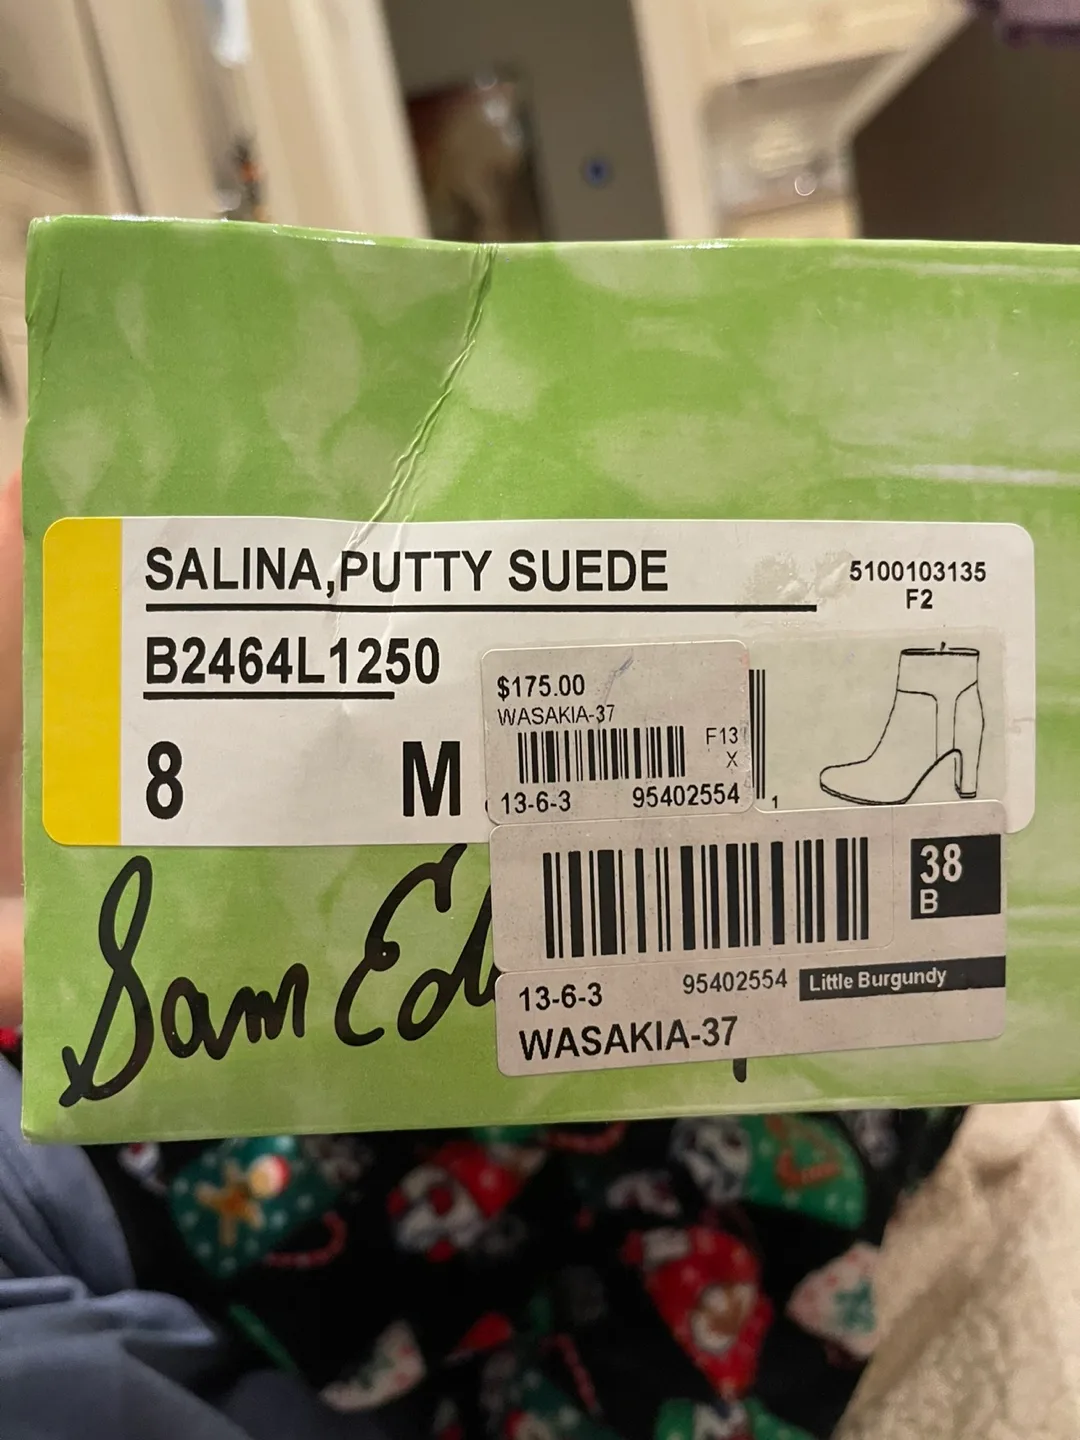 SALINA,PUTTY SUEDE
5100103135
F2
B2464L1250
8 M
$175.00
WASAKIA-37
F13
X
13-6-3 95402554
1
38
B
13-6-3 95402554 Little Burgundy
WASAKIA-37
Sam